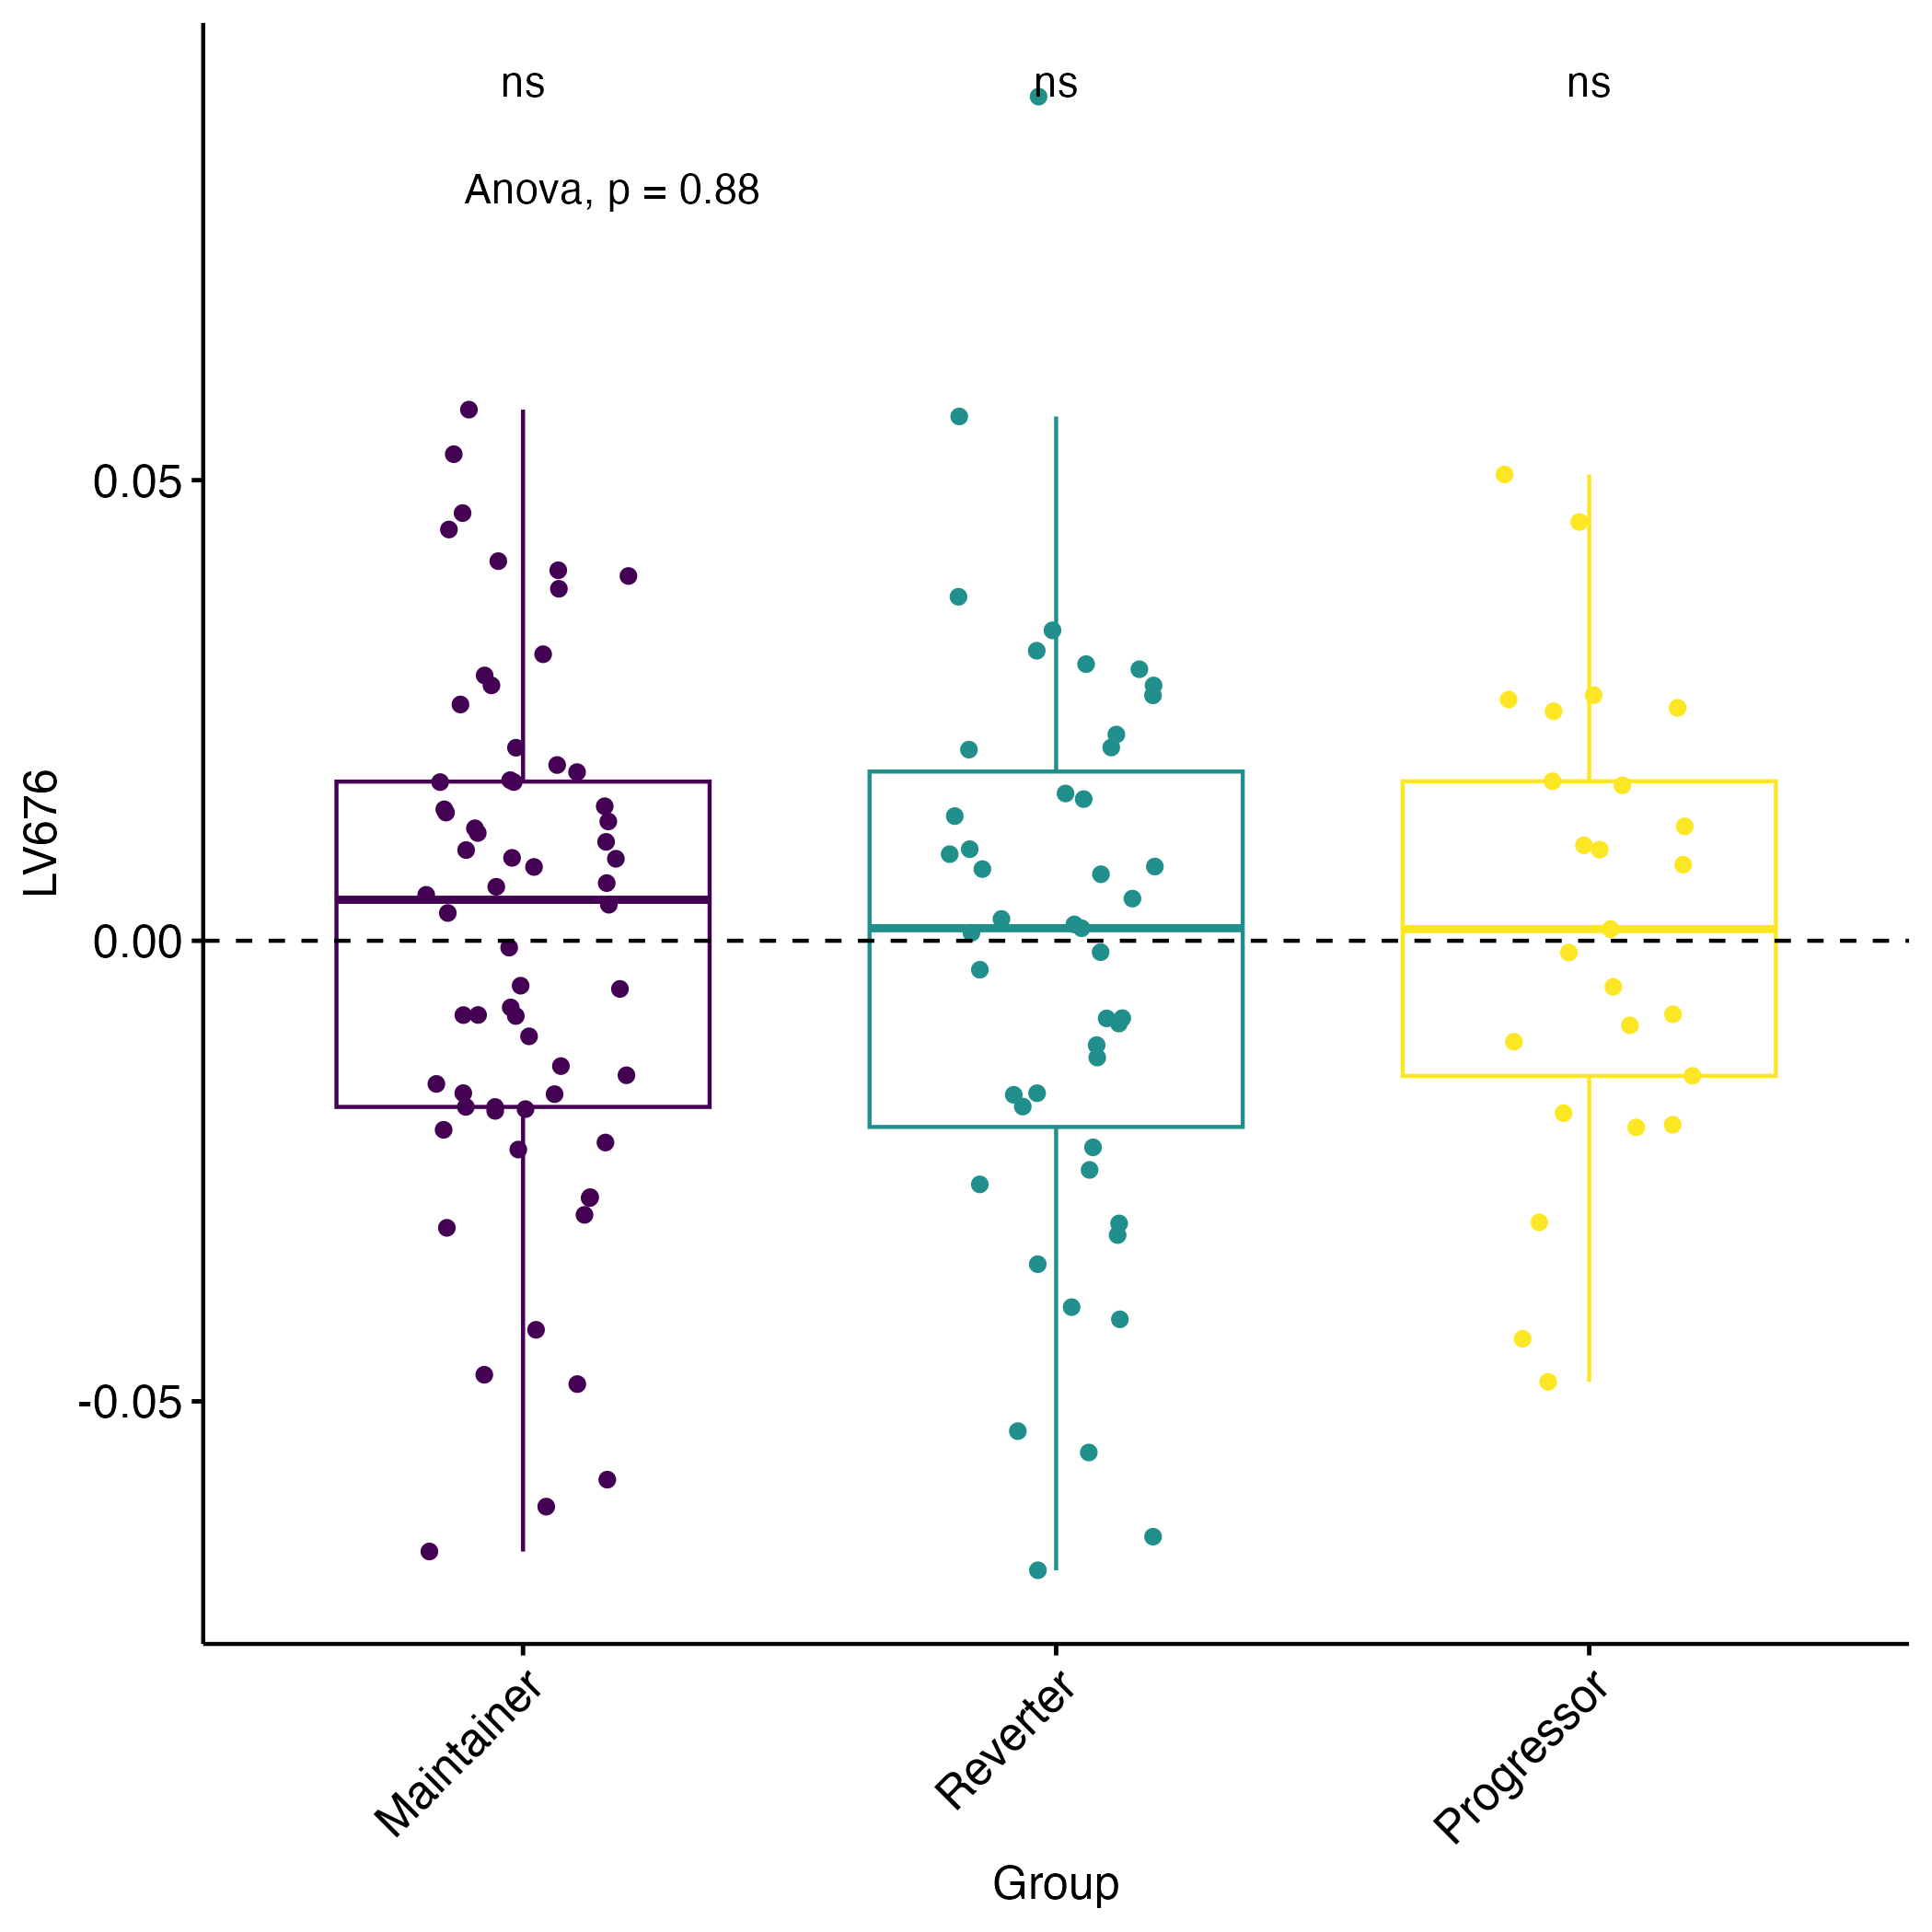 ns ns ns
Anova, p = 0.88
0.05
0.00
-0.05
LV676
Maintainer
Reverter
Progressor
Group